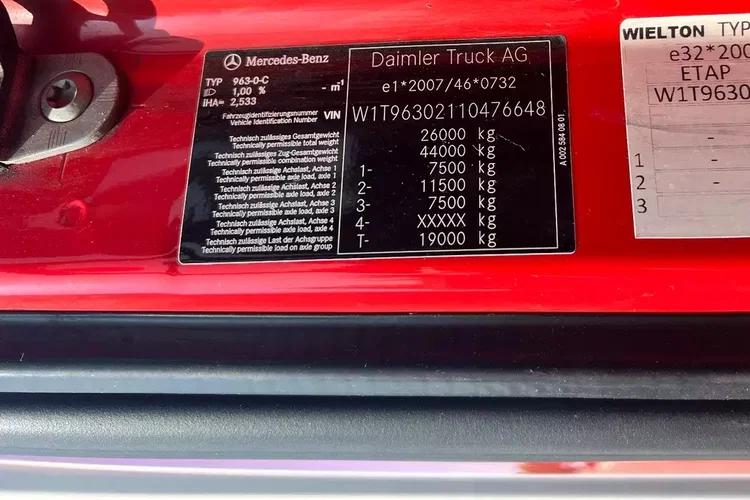 Mercedes-Benz
Daimler Truck AG
TYP 963-0-C
- m⁻¹
1,00 %
IHA= 2,533
e1*2007/46*0732
Fahrzeugidentifizierungsnummer
Vehicle Identification Number
VIN
W1T96302110476648
Technisch zulässiges Gesamtgewicht
Technically permissible total weight
26000 kg
Technisch zulässiges Zug-Gesamtgewicht
Technically permissible combination weight
44000 kg
Technisch zulässige Achslast, Achse 1
Technically permissible axle load, axle 1
1- 7500 kg
Technisch zulässige Achslast, Achse 2
Technically permissible axle load, axle 2
2- 11500 kg
Technisch zulässige Achslast, Achse 3
Technically permissible axle load, axle 3
3- 7500 kg
Technisch zulässige Achslast, Achse 4
Technically permissible axle load, axle 4
4- XXXXX kg
Technisch zulässige Last der Achsgruppe
Technically permissible load on axle group
T- 19000 kg
A 002 584 08 01
WIELTON TYP
e32*200
ETAP
W1T9630
-
1 -
2 -
3